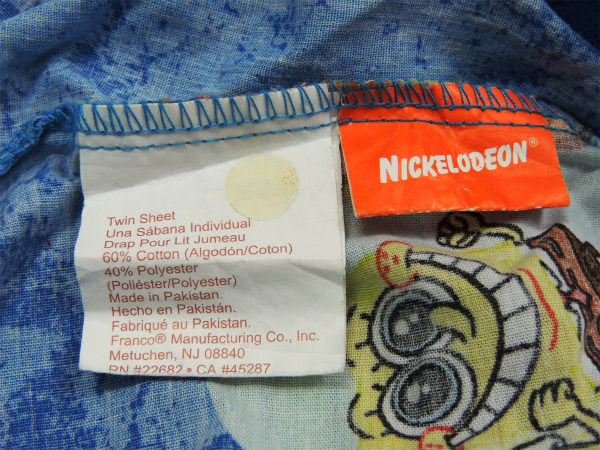 Twin Sheet
Una Sábana Individual
Drap Pour Lit Jumeau
60% Cotton (Algodón/Coton)
40% Polyester
(Poliéster/Polyester)
Made in Pakistan.
Hecho en Pakistán.
Fabriqué au Pakistan.
Franco® Manufacturing Co., Inc.
Metuchen, NJ 08840
RN #22682 • CA #45287
NICKELODEON®